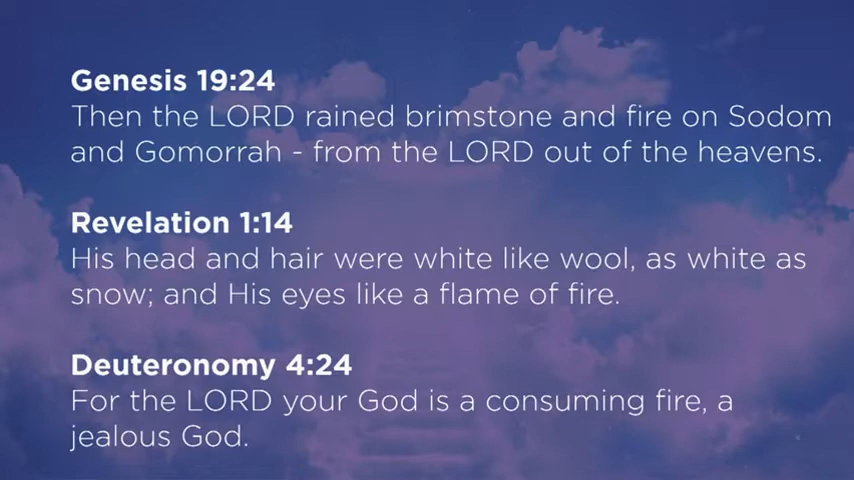 Genesis 19:24
Then the LORD rained brimstone and fire on Sodom
and Gomorrah - from the LORD out of the heavens.
Revelation 1:14
His head and hair were white like wool, as white as
snow; and His eyes like a flame of fire.
Deuteronomy 4:24
For the LORD your God is a consuming fire, a
jealous God.